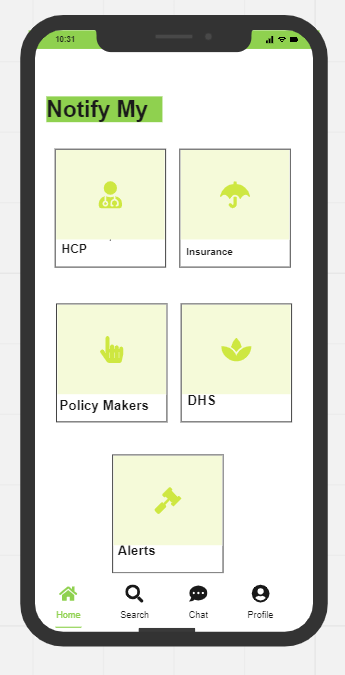 10:31
Notify My
HCP
Insurance
Policy Makers
DHS
Alerts
Home
Search
Chat
Profile